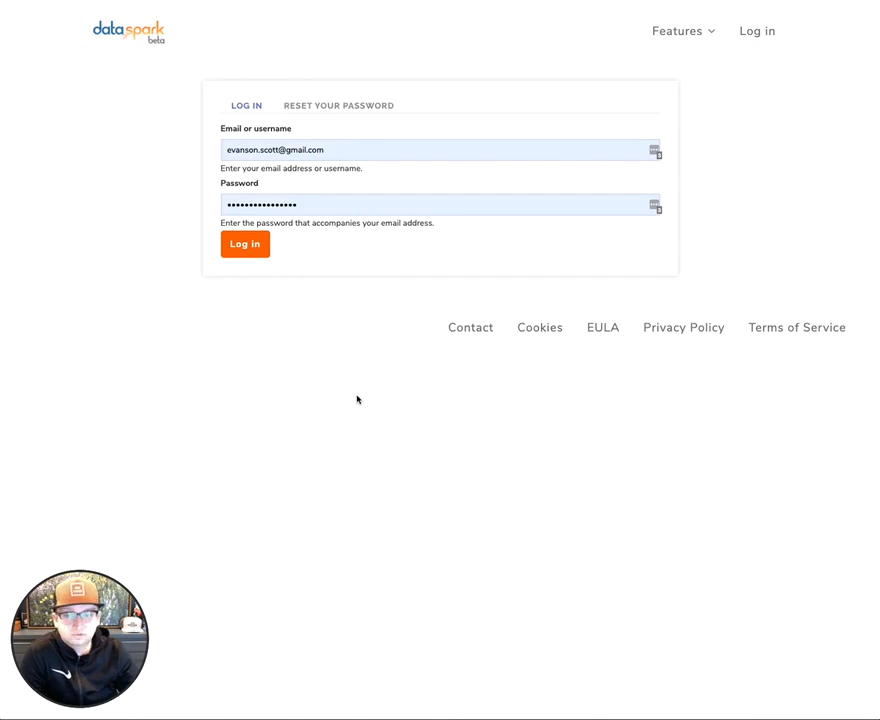 dataspark
beta
Features
Log in
LOG IN
RESET YOUR PASSWORD
Email or username
evanson.scott@gmail.com
Enter your email address or username.
Password
••••••••••••••••
Enter the password that accompanies your email address.
Log in
Contact
Cookies
EULA
Privacy Policy
Terms of Service